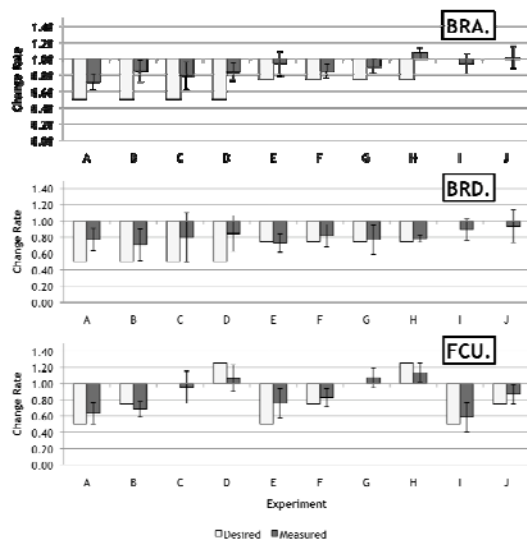 BRA.
1.40
1.20
1.00
0.80
0.60
0.40
0.20
0.00
Change Rate
A B C D E F G H I J
BRD.
1.40
1.20
1.00
0.80
0.60
0.40
0.20
0.00
Change Rate
A B C D E F G H I J
FCU.
1.40
1.20
1.00
0.80
0.60
0.40
0.20
0.00
Change Rate
A B C D E F G H I J
Experiment
Desired Measured